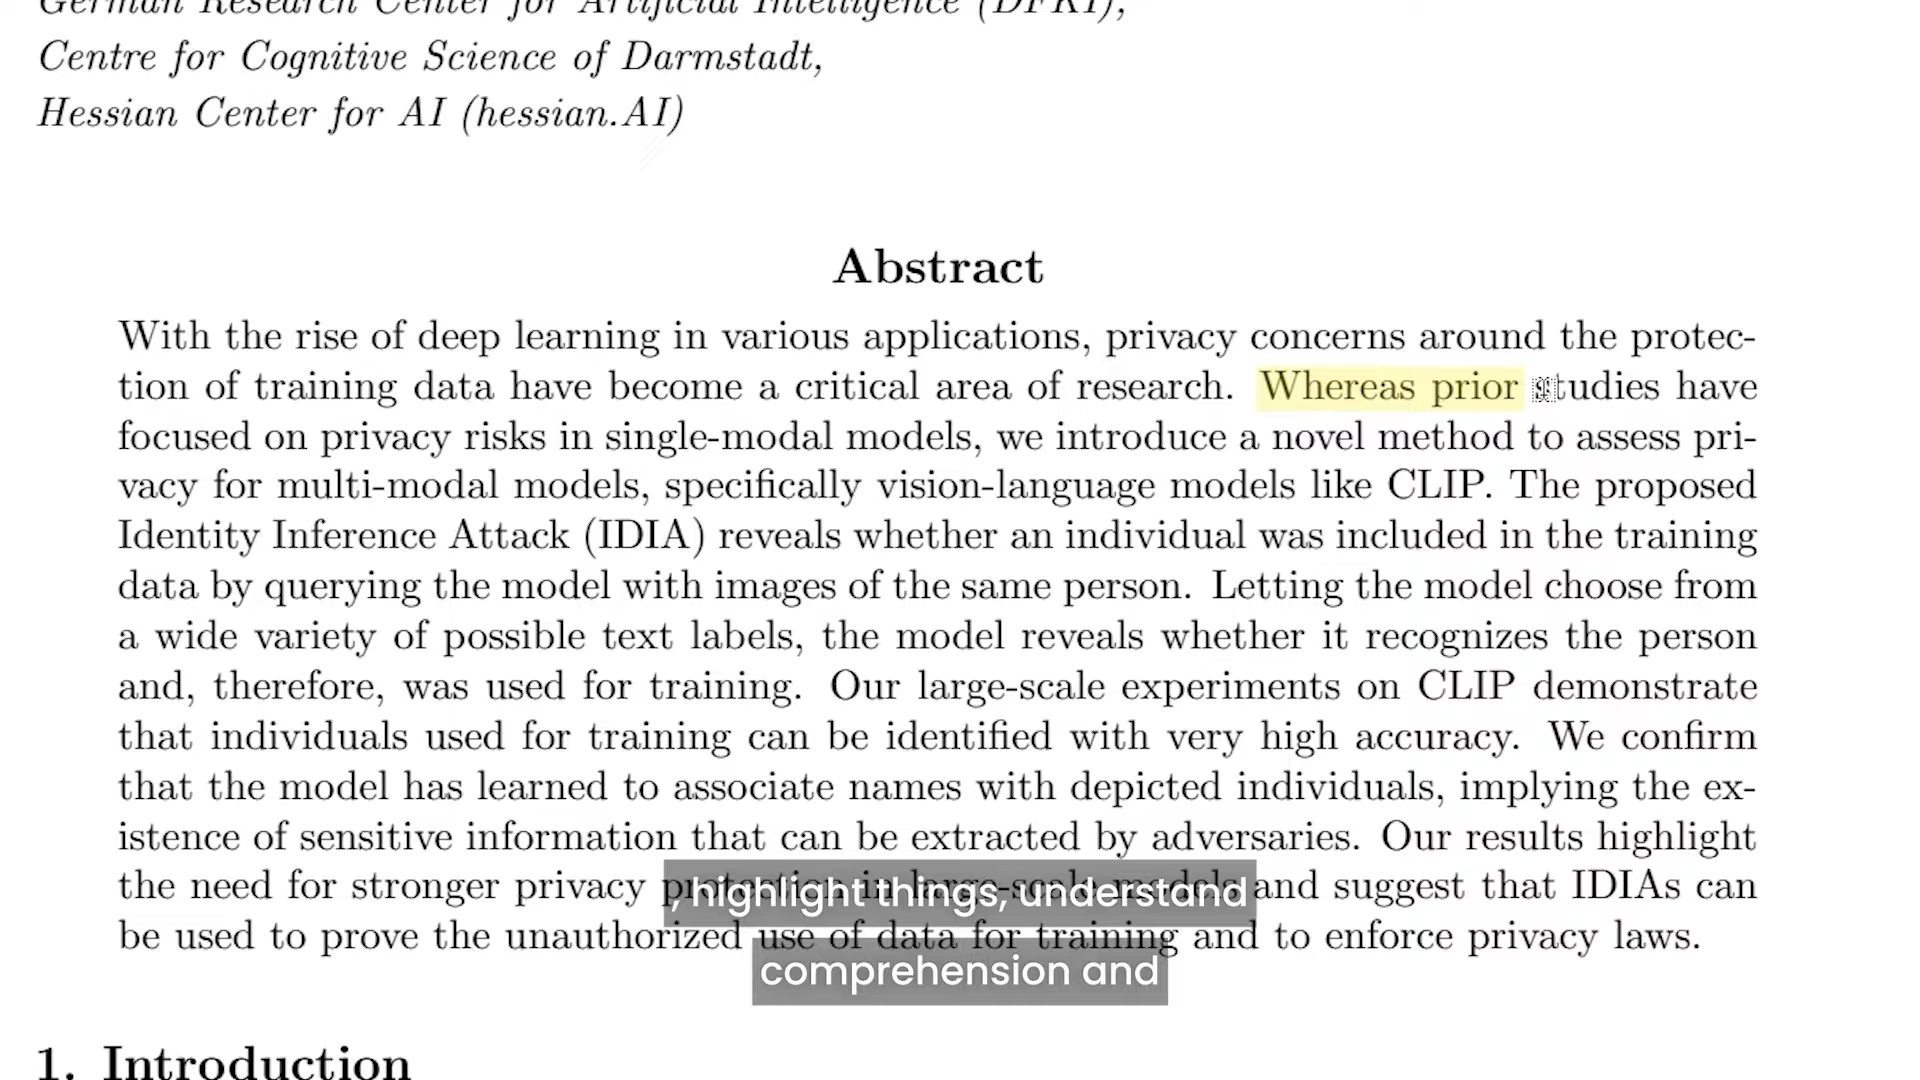 German Research Center for Artificial Intelligence (DFKI),
Centre for Cognitive Science of Darmstadt,
Hessian Center for AI (hessian.AI)
Abstract
With the rise of deep learning in various applications, privacy concerns around the protec-
tion of training data have become a critical area of research. Whereas prior studies have
focused on privacy risks in single-modal models, we introduce a novel method to assess pri-
vacy for multi-modal models, specifically vision-language models like CLIP. The proposed
Identity Inference Attack (IDIA) reveals whether an individual was included in the training
data by querying the model with images of the same person. Letting the model choose from
a wide variety of possible text labels, the model reveals whether it recognizes the person
and, therefore, was used for training. Our large-scale experiments on CLIP demonstrate
that individuals used for training can be identified with very high accuracy. We confirm
that the model has learned to associate names with depicted individuals, implying the ex-
istence of sensitive information that can be extracted by adversaries. Our results highlight
the need for stronger privacy protection in large-scale models and suggest that IDIAs can
, highlight things, understand
be used to prove the unauthorized use of data for training and to enforce privacy laws.
comprehension and
1. Introduction